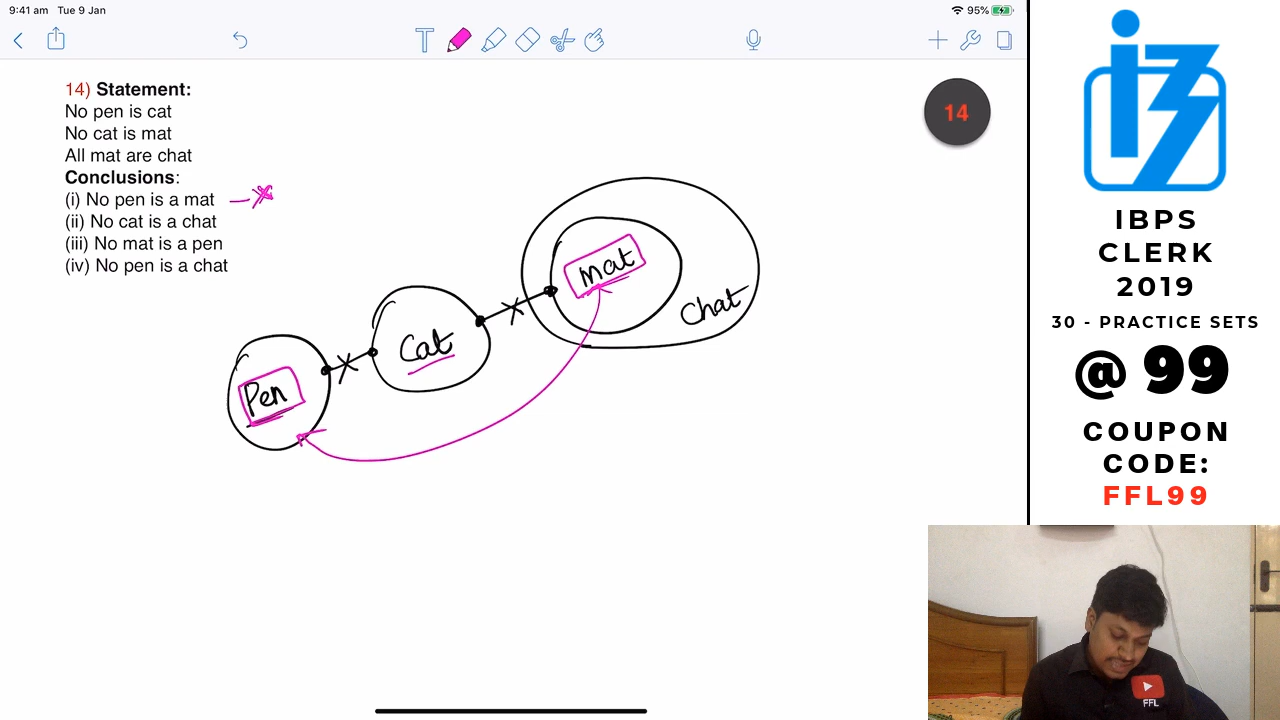 9:41 am Tue 9 Jan
95%
T
14) Statement:
No pen is cat
No cat is mat
All mat are chat
Conclusions:
(i) No pen is a mat
(ii) No cat is a chat
(iii) No mat is a pen
(iv) No pen is a chat
14
Mat
Chat
Cat
Pen
IBPS
CLERK
2019
30 - PRACTICE SETS
@ 99
COUPON
CODE:
FFL99
FFL